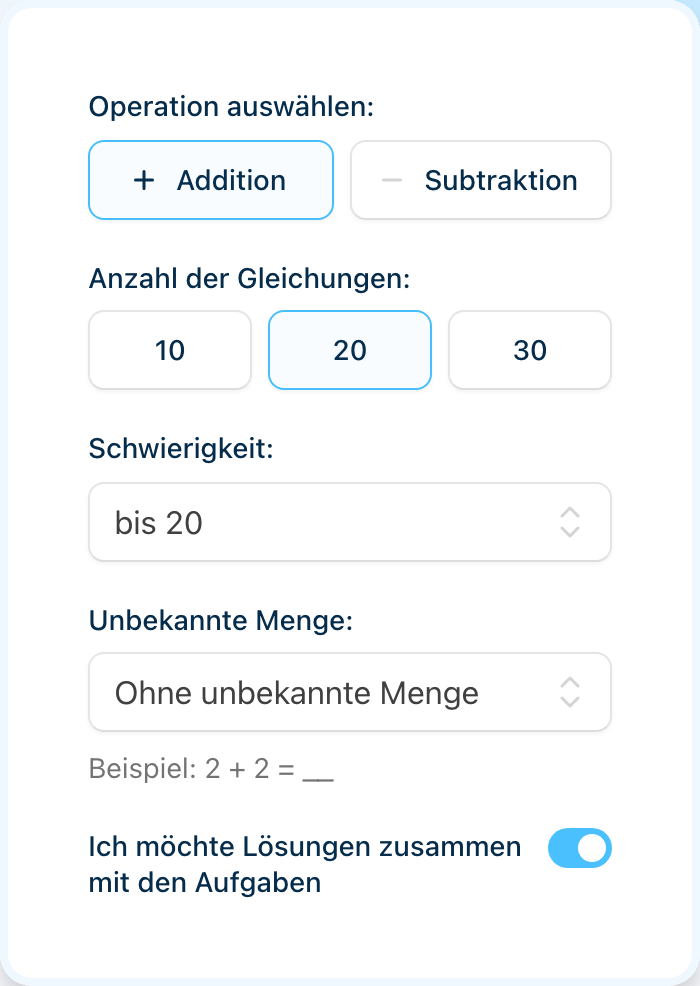 Operation auswählen:
+ Addition
− Subtraktion
Anzahl der Gleichungen:
10
20
30
Schwierigkeit:
bis 20
Unbekannte Menge:
Ohne unbekannte Menge
Beispiel: 2 + 2 = __
Ich möchte Lösungen zusammen
mit den Aufgaben